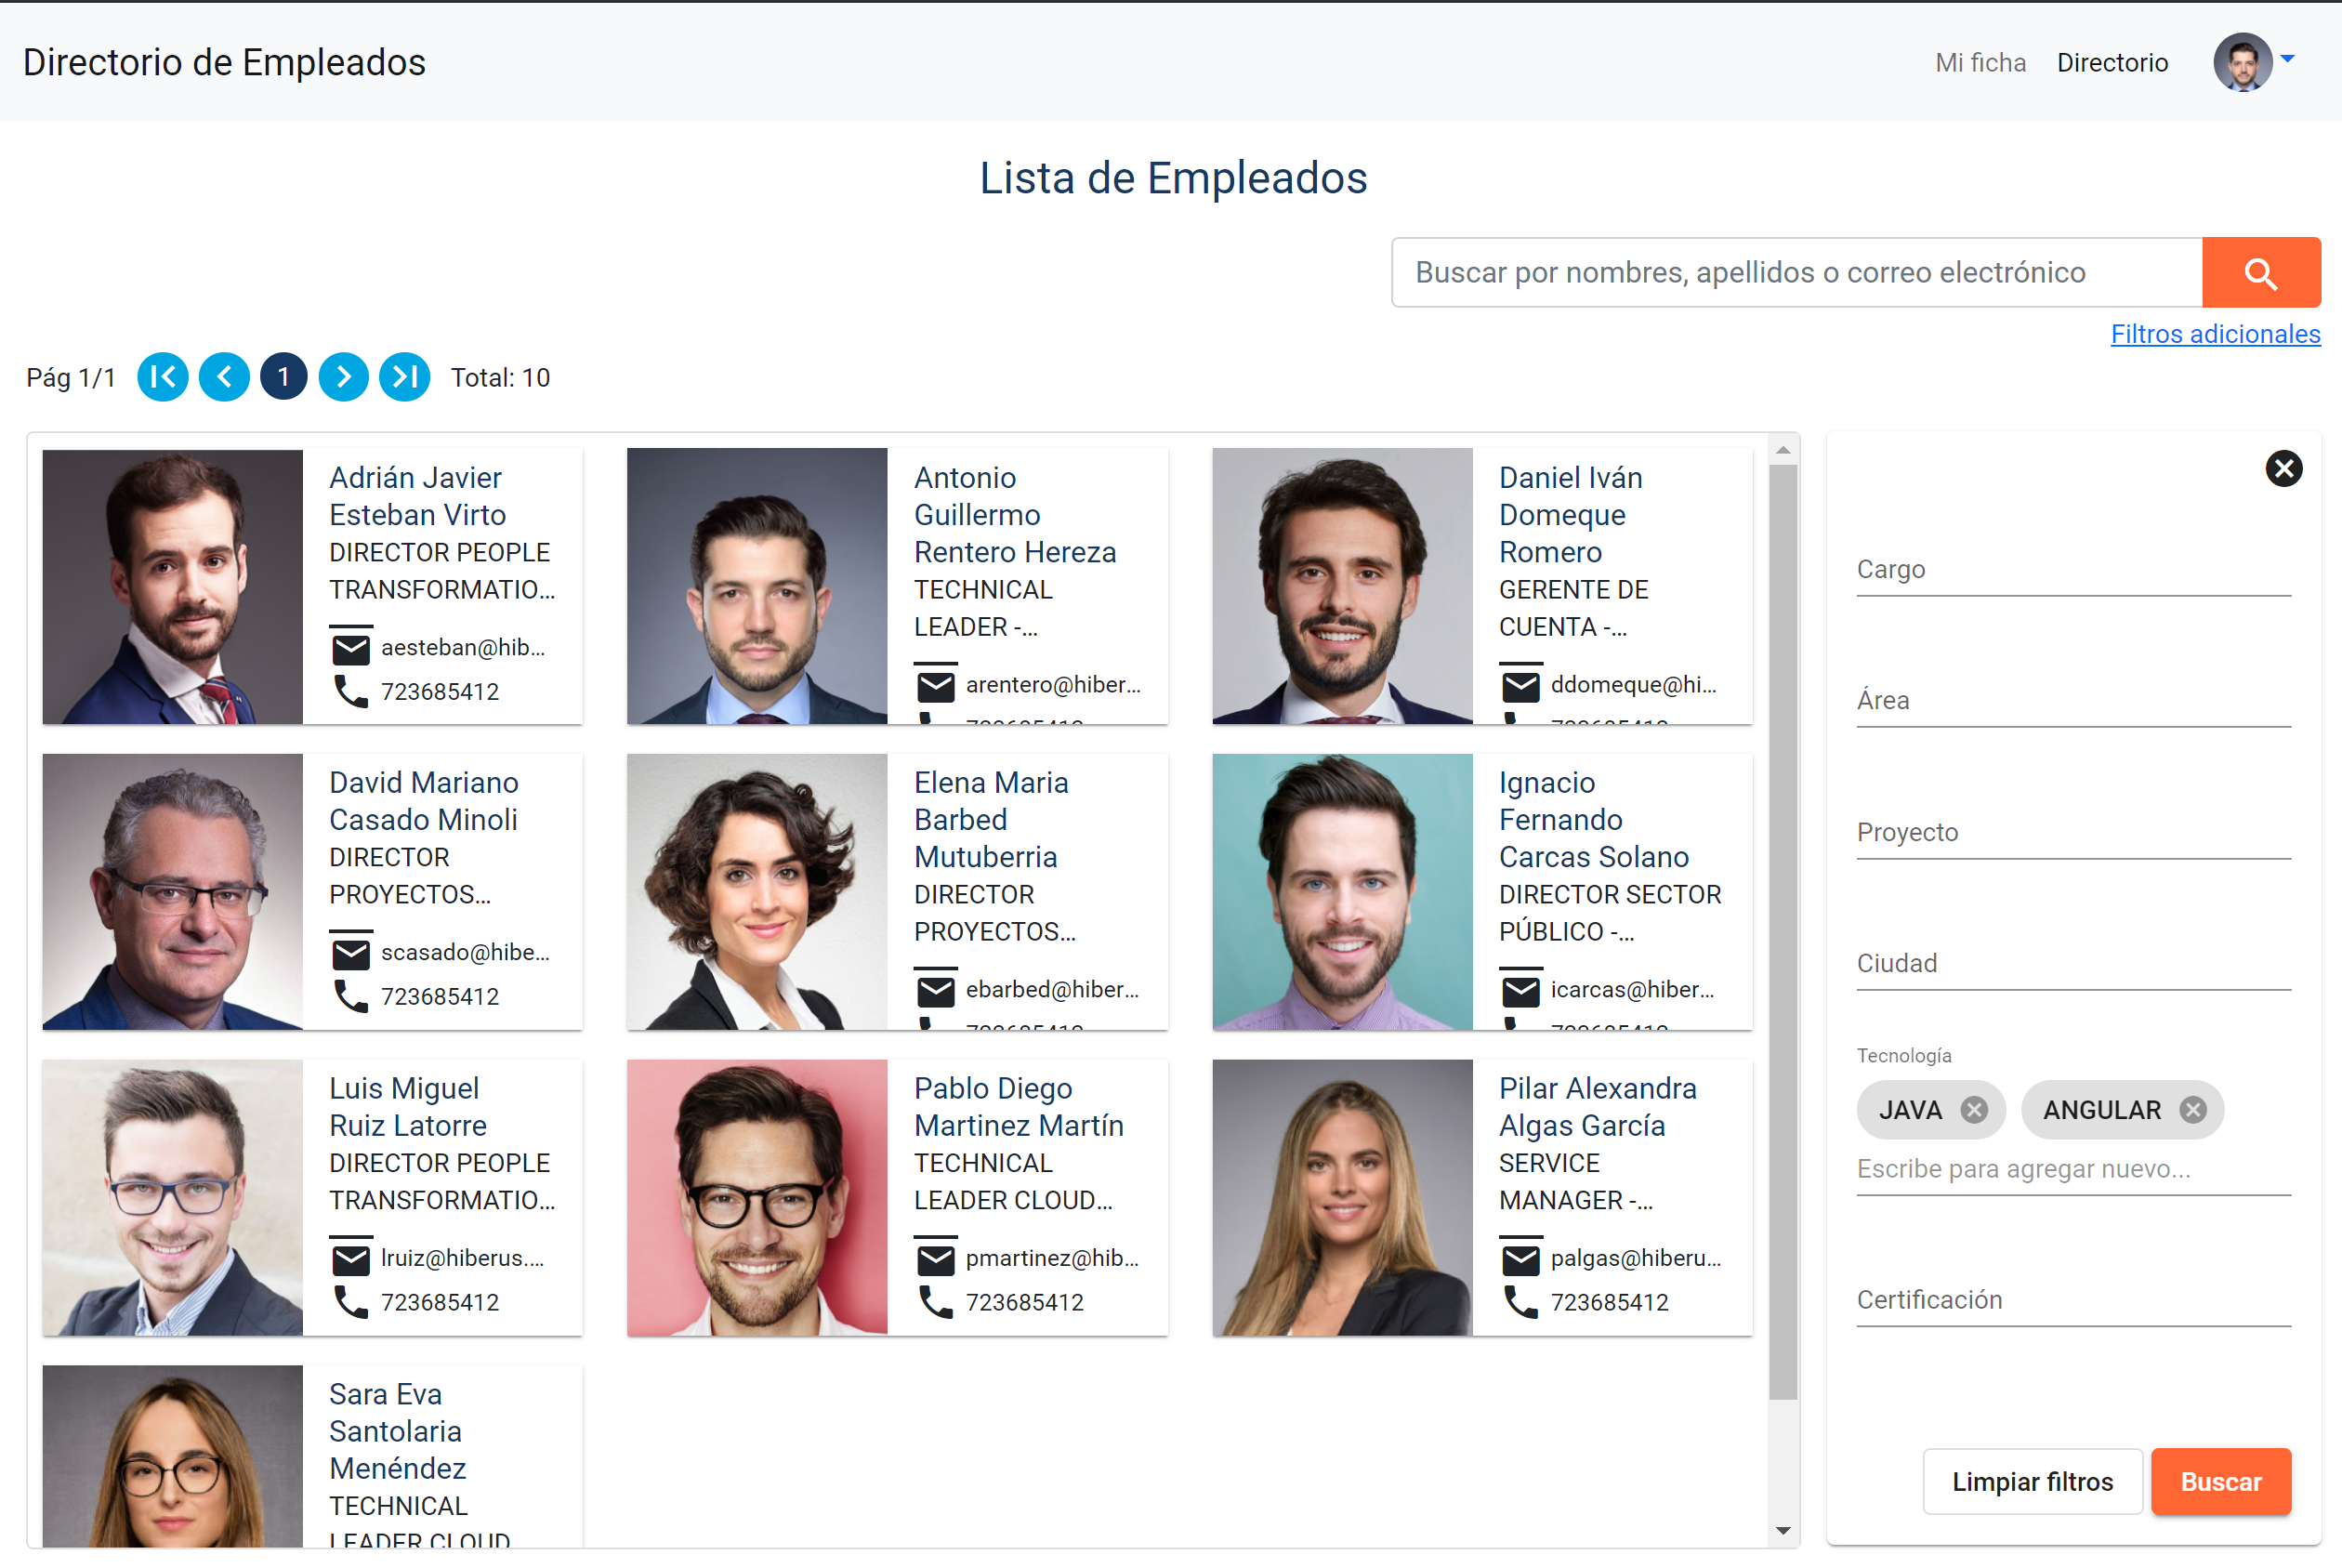 Directorio de Empleados
Mi ficha
Directorio
Lista de Empleados
Buscar por nombres, apellidos o correo electrónico
Filtros adicionales
Pág 1/1
1
Total: 10
Adrián Javier
Esteban Virto
DIRECTOR PEOPLE
TRANSFORMATIO...
aesteban@hib...
723685412
Antonio
Guillermo
Rentero Hereza
TECHNICAL
LEADER -...
arentero@hiber...
723685412
Daniel Iván
Domeque
Romero
GERENTE DE
CUENTA -...
ddomeque@hi...
723685412
David Mariano
Casado Minoli
DIRECTOR
PROYECTOS...
scasado@hibe...
723685412
Elena Maria
Barbed
Mutuberria
DIRECTOR
PROYECTOS...
ebarbed@hiber...
723685412
Ignacio
Fernando
Carcas Solano
DIRECTOR SECTOR
PÚBLICO -...
icarcas@hiber...
723685412
Luis Miguel
Ruiz Latorre
DIRECTOR PEOPLE
TRANSFORMATIO...
lruiz@hiberus....
723685412
Pablo Diego
Martinez Martín
TECHNICAL
LEADER CLOUD...
pmartinez@hib...
723685412
Pilar Alexandra
Algas García
SERVICE
MANAGER -...
palgas@hiberu...
723685412
Sara Eva
Santolaria
Menéndez
TECHNICAL
LEADER CLOUD
Cargo
Área
Proyecto
Ciudad
Tecnología
JAVA
ANGULAR
Escribe para agregar nuevo...
Certificación
Limpiar filtros
Buscar